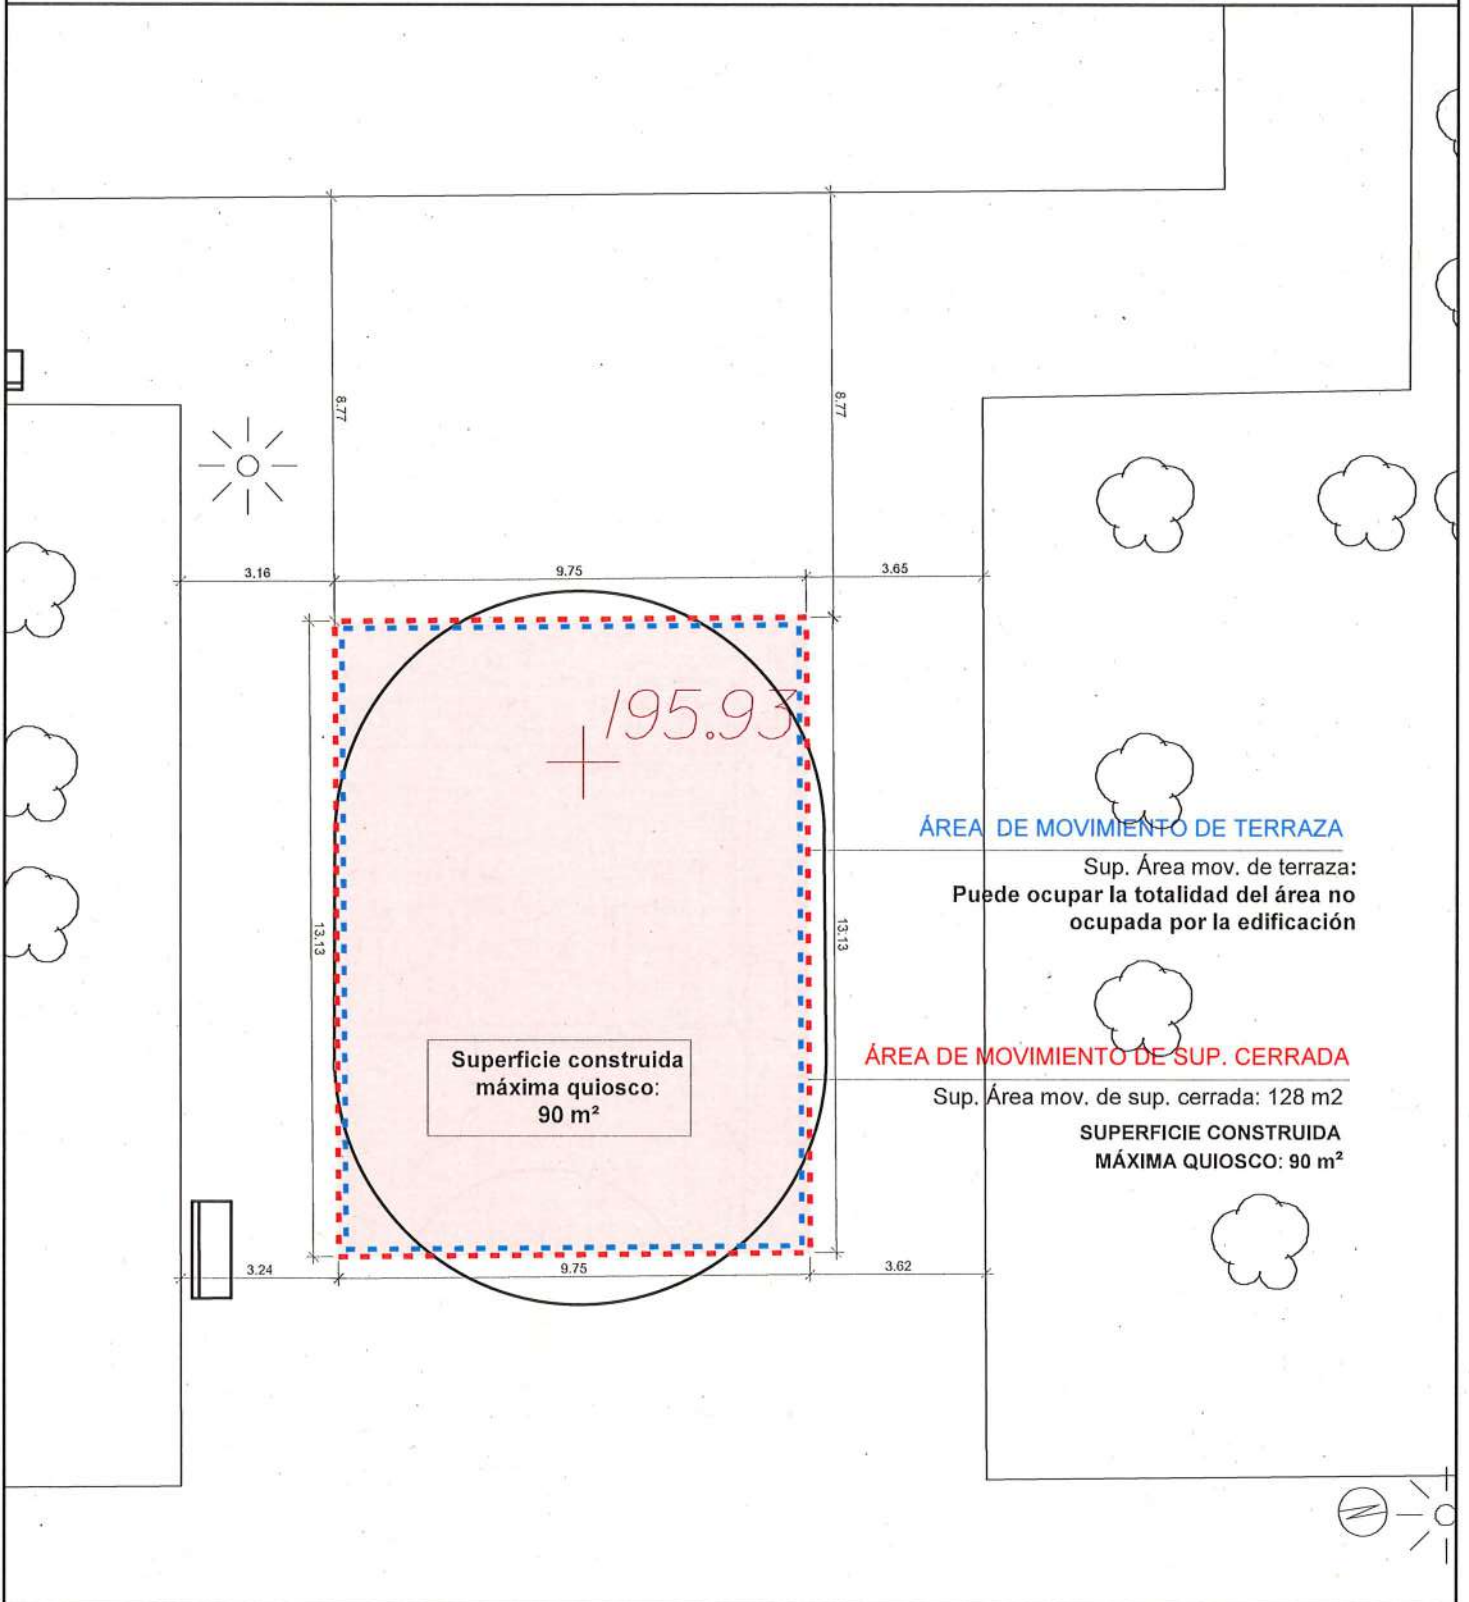 8.77
8.77
3.16
9.75
3.65
195.93
ÁREA DE MOVIMIENTO DE TERRAZA
Sup. Área mov. de terraza:
Puede ocupar la totalidad del área no
ocupada por la edificación
13.13
13.13
Superficie construida
máxima quiosco:
90 m²
ÁREA DE MOVIMIENTO DE SUP. CERRADA
Sup. Área mov. de sup. cerrada: 128 m2
SUPERFICIE CONSTRUIDA
MÁXIMA QUIOSCO: 90 m²
3.24
9.75
3.62